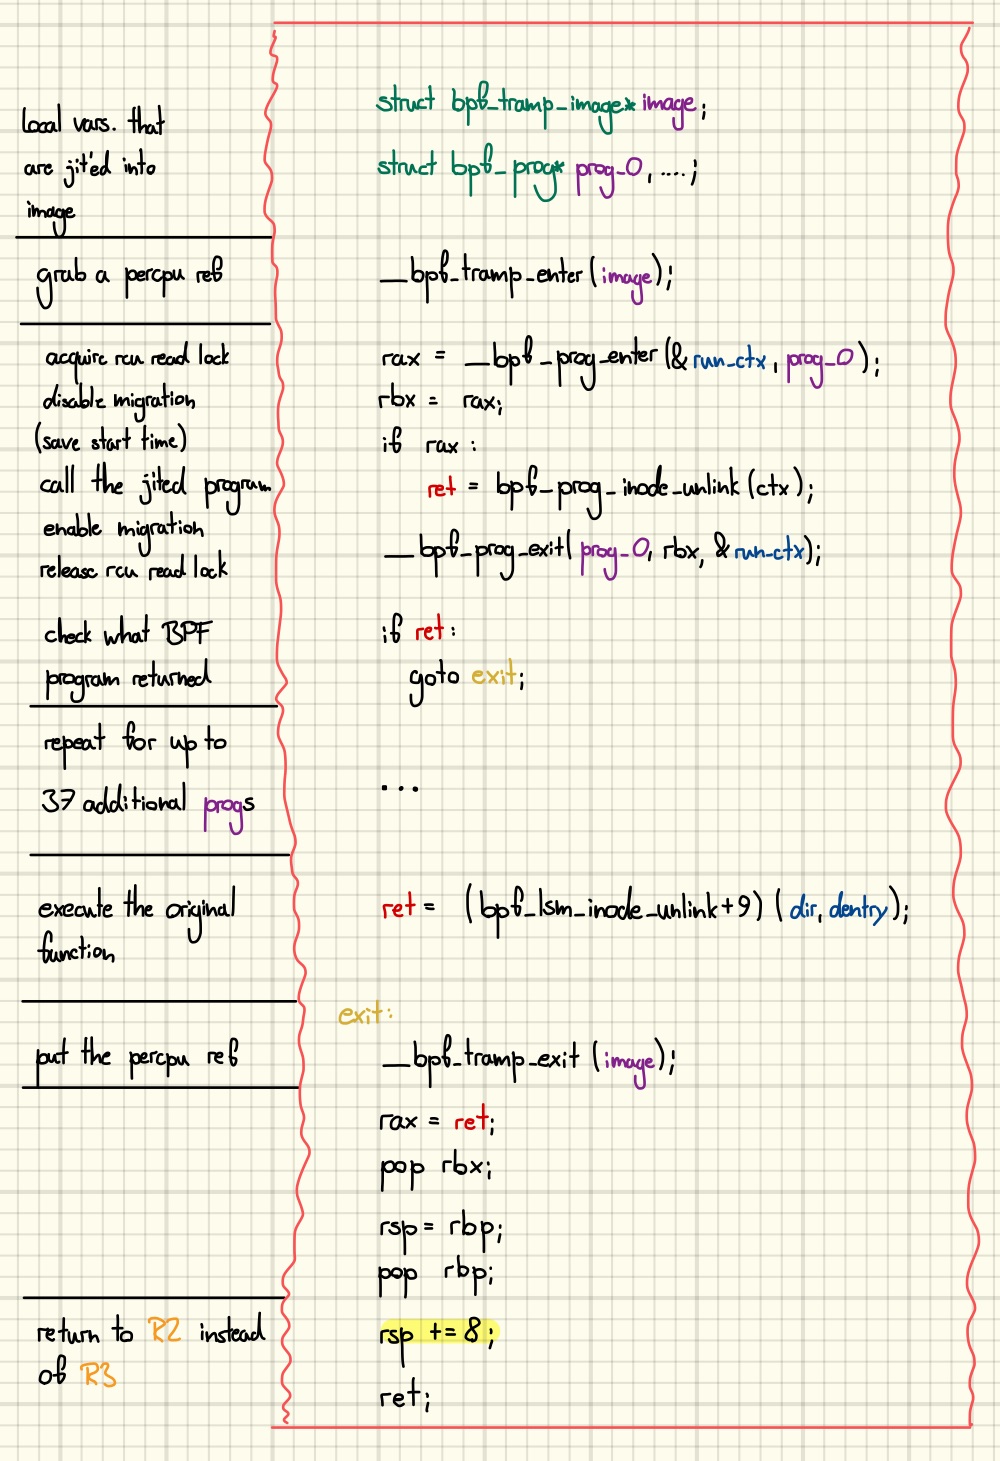 local vars. that
are jit'ed into
image
struct bpf_tramp_image* image;
struct bpf_prog* prog_0, ....;
grab a percpu ref
__bpf_tramp_enter (image);
acquire rcu read lock
disable migration
(save start time)
call the jited program
enable migration
release rcu read lock
rax = __bpf_prog_enter (& run_ctx, prog_0);
rbx = rax;
if rax :
ret = bpf_prog_inode_unlink (ctx);
__bpf_prog_exit( prog_0, rbx, & run_ctx);
check what BPF
program returned
if ret :
goto exit;
repeat for up to
37 additional progs
...
execute the original
function
ret = (bpf_lsm_inode_unlink+9) (dir, dentry);
exit:
put the percpu ref
__bpf_tramp_exit (image);
rax = ret;
pop rbx;
rsp = rbp;
pop rbp;
return to R2 instead
of R3
rsp += 8;
ret;